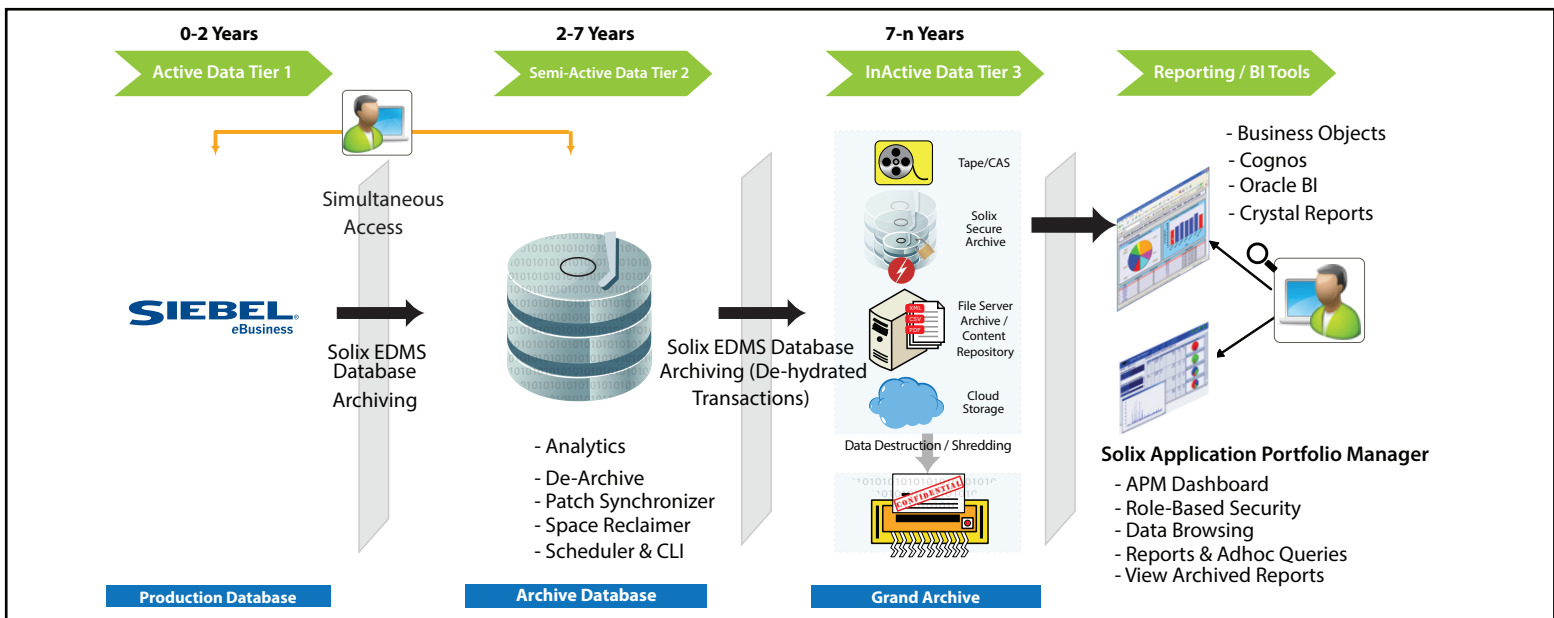 0-2 Years
2-7 Years
7-n Years
Active Data Tier 1
Semi-Active Data Tier 2
InActive Data Tier 3
Reporting / BI Tools
Simultaneous
Access
SIEBEL®
eBusiness
Solix EDMS
Database
Archiving
- Analytics
- De-Archive
- Patch Synchronizer
- Space Reclaimer
- Scheduler & CLI
Solix EDMS Database
Archiving (De-hydrated
Transactions)
Tape/CAS
Solix
Secure
Archive
XML
CSV
PDF
File Server
Archive /
Content
Repository
Cloud
Storage
Data Destruction / Shredding
CONFIDENTIAL
- Business Objects
- Cognos
- Oracle BI
- Crystal Reports
Solix Application Portfolio Manager
- APM Dashboard
- Role-Based Security
- Data Browsing
- Reports & Adhoc Queries
- View Archived Reports
Production Database
Archive Database
Grand Archive